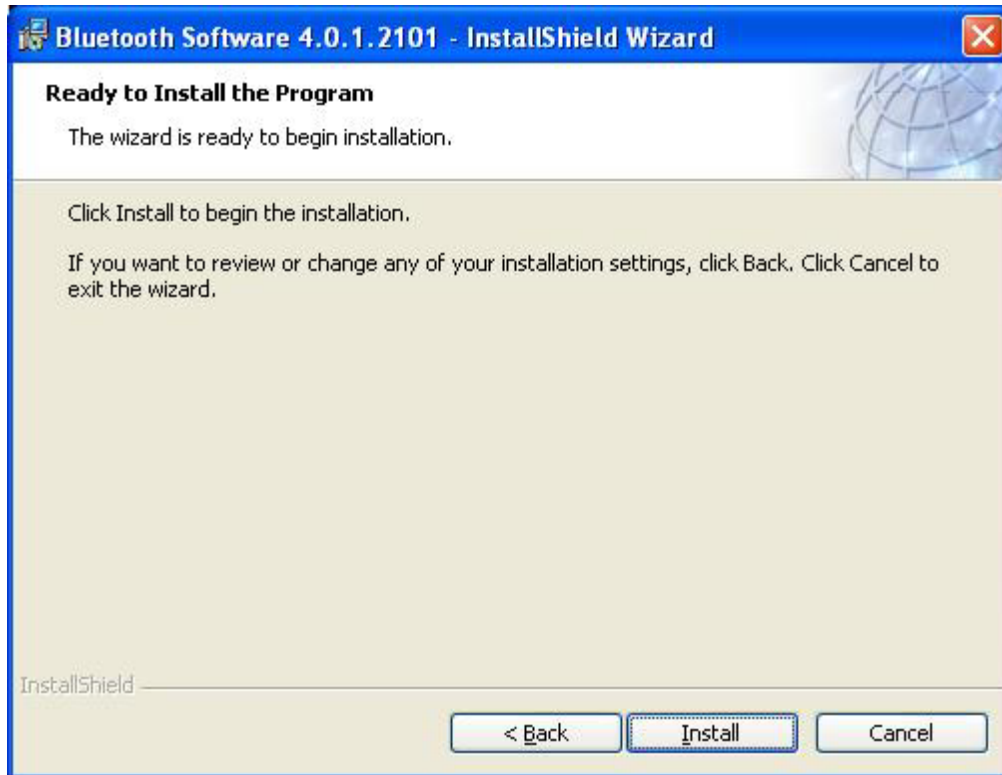 Bluetooth Software 4.0.1.2101 - InstallShield Wizard
Ready to Install the Program
The wizard is ready to begin installation.
Click Install to begin the installation.
If you want to review or change any of your installation settings, click Back. Click Cancel to
exit the wizard.
InstallShield
< Back
Install
Cancel